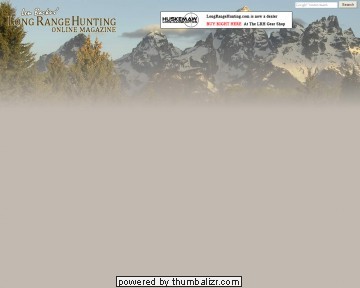 Len Backus'
LONG RANGE HUNTING
ONLINE MAGAZINE
Search
HUSKEMAW
LongRangeHunting.com is now a dealer
BUY RIGHT HERE At The LRH Gear Shop
powered by thumbalizr.com